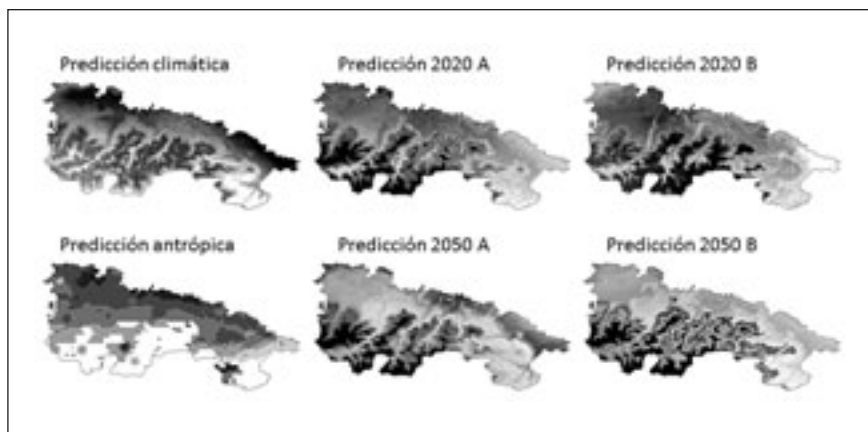 Predicción climática
Predicción 2020 A
Predicción 2020 B
Predicción antrópica
Predicción 2050 A
Predicción 2050 B